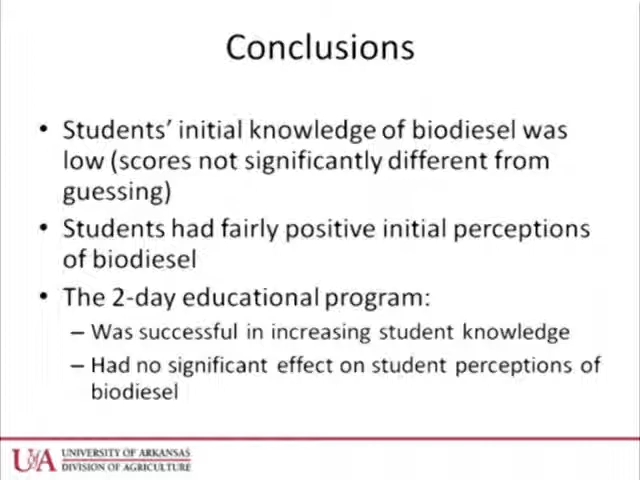 Conclusions
• Students' initial knowledge of biodiesel was
low (scores not significantly different from
guessing)
• Students had fairly positive initial perceptions
of biodiesel
• The 2-day educational program:
– Was successful in increasing student knowledge
– Had no significant effect on student perceptions of
biodiesel
UofA UNIVERSITY OF ARKANSAS
DIVISION OF AGRICULTURE